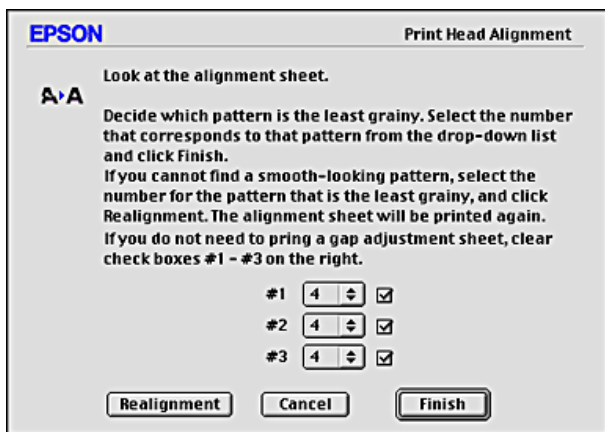 EPSON
Print Head Alignment
Look at the alignment sheet.
A▸A
Decide which pattern is the least grainy. Select the number
that corresponds to that pattern from the drop-down list
and click Finish.
If you cannot find a smooth-looking pattern, select the
number for the pattern that is the least grainy, and click
Realignment. The alignment sheet will be printed again.
If you do not need to pring a gap adjustment sheet, clear
check boxes #1 - #3 on the right.
#1 4
#2 4
#3 4
Realignment Cancel Finish